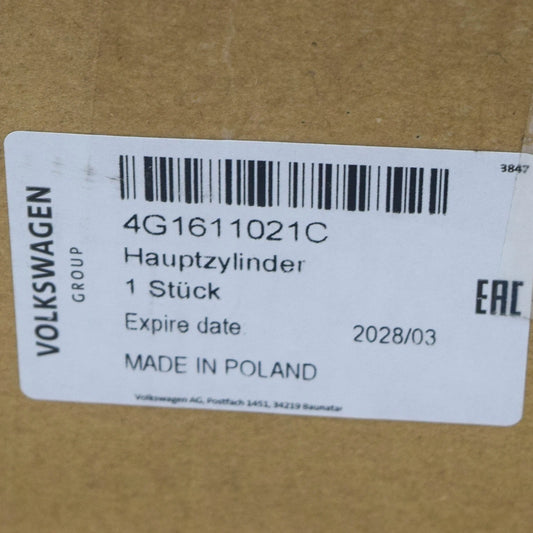 3847
VOLKSWAGEN
GROUP
4G1611021C
Hauptzylinder
1 Stück
EAC
Expire date 2028/03
MADE IN POLAND
Volkswagen AG, Postfach 1451, 34219 Baunatar